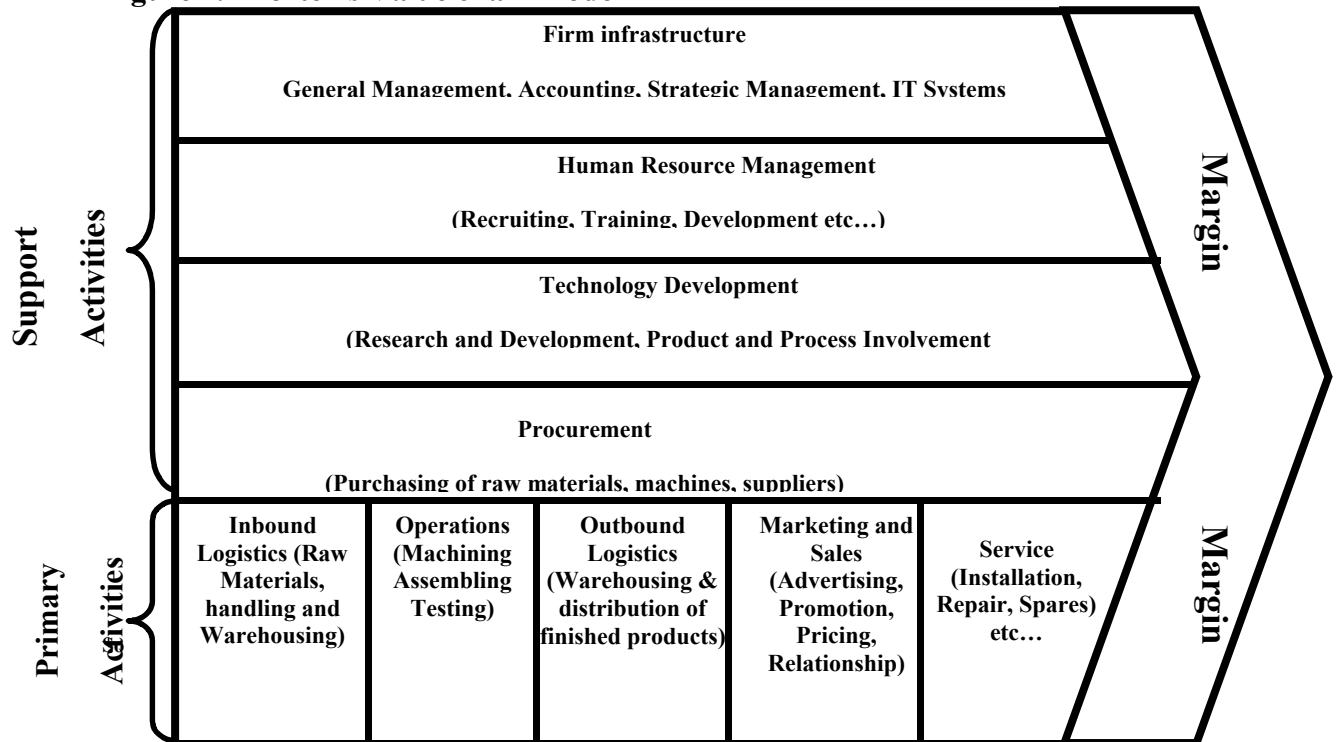 Firm infrastructure
General Management, Accounting, Strategic Management, IT Systems
Human Resource Management
(Recruiting, Training, Development etc…)
Technology Development
(Research and Development, Product and Process Involvement
Procurement
(Purchasing of raw materials, machines, suppliers)
Support
Activities
Inbound
Logistics (Raw
Materials,
handling and
Warehousing)
Operations
(Machining
Assembling
Testing)
Outbound
Logistics
(Warehousing &
distribution of
finished products)
Marketing and
Sales
(Advertising,
Promotion,
Pricing,
Relationship)
Service
(Installation,
Repair, Spares)
etc…
Primary
Activities
Margin
Margin